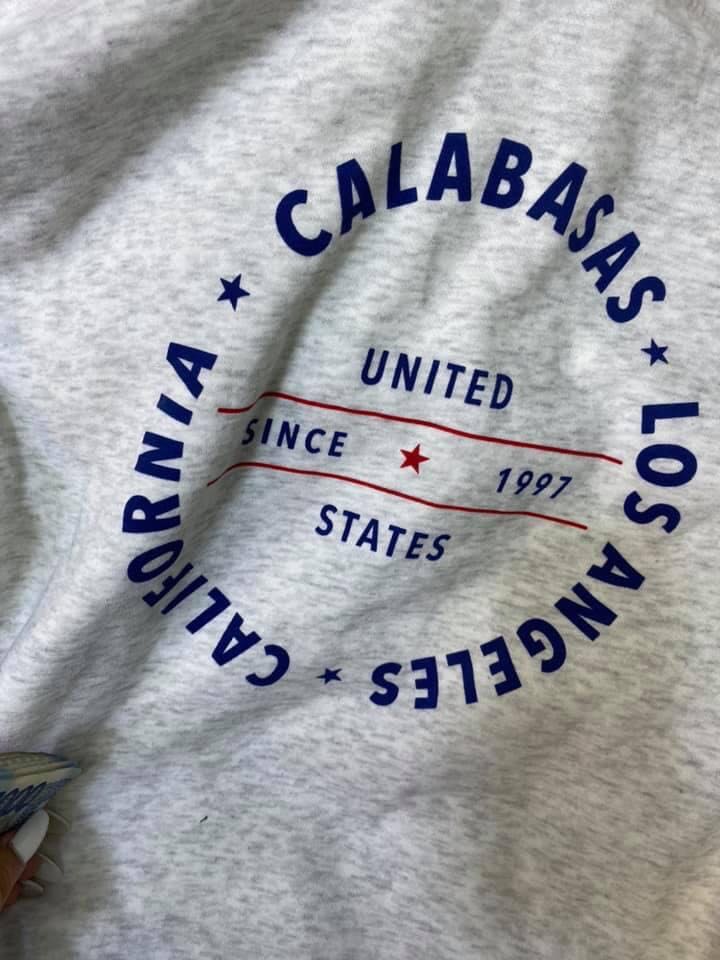 CALABASAS ★ LOS ANGELES ★ CALIFORNIA ★
UNITED
SINCE ★ 1997
STATES